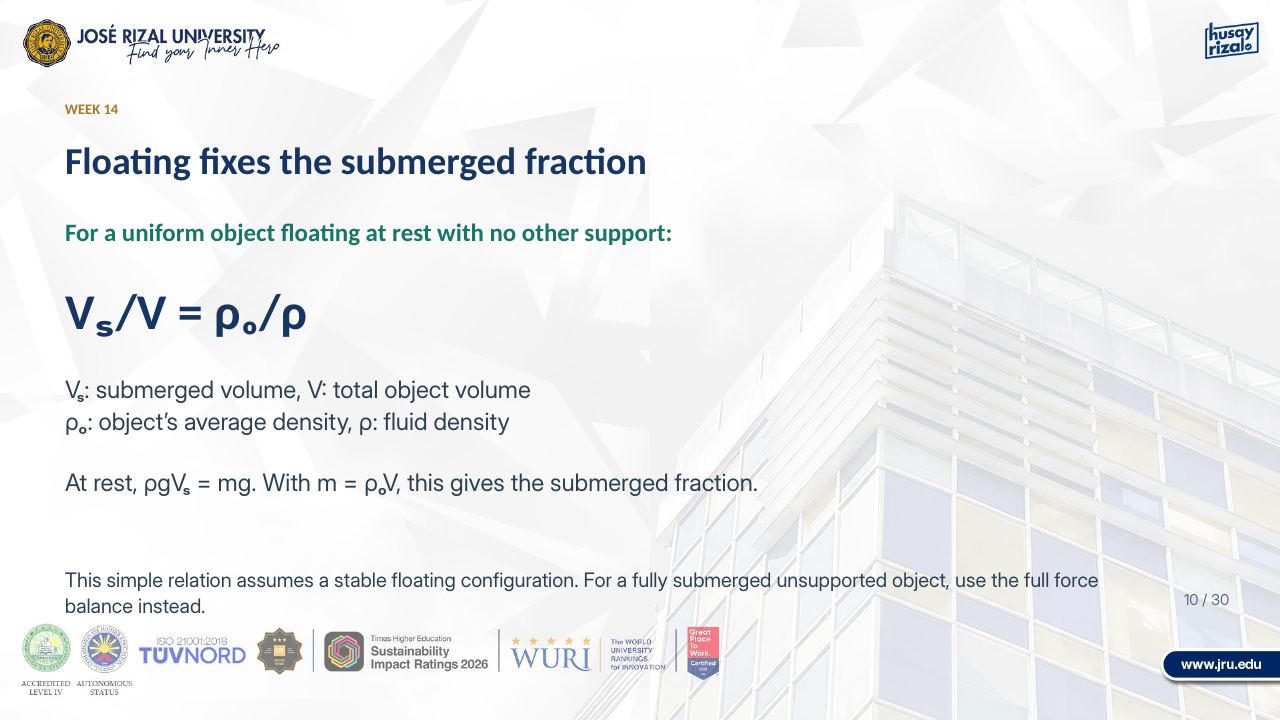 JOSÉ RIZAL UNIVERSITY
Find your Inner Hero
husay
rizal
WEEK 14
Floating fixes the submerged fraction
For a uniform object floating at rest with no other support:
Vₛ/V = ρₒ/ρ
Vₛ: submerged volume, V: total object volume
ρₒ: object’s average density, ρ: fluid density
At rest, ρgVₛ = mg. With m = ρₒV, this gives the submerged fraction.
This simple relation assumes a stable floating configuration. For a fully submerged unsupported object, use the full force
balance instead.
10 / 30
ACCREDITED
LEVEL IV
AUTONOMOUS
STATUS
ISO 21001:2018
TÜVNORD
Times Higher Education
Sustainability
Impact Ratings 2026
WURI
The WORLD
UNIVERSITY
RANKINGS
for INNOVATION
Great
Place
To
Work.
Certified
www.jru.edu